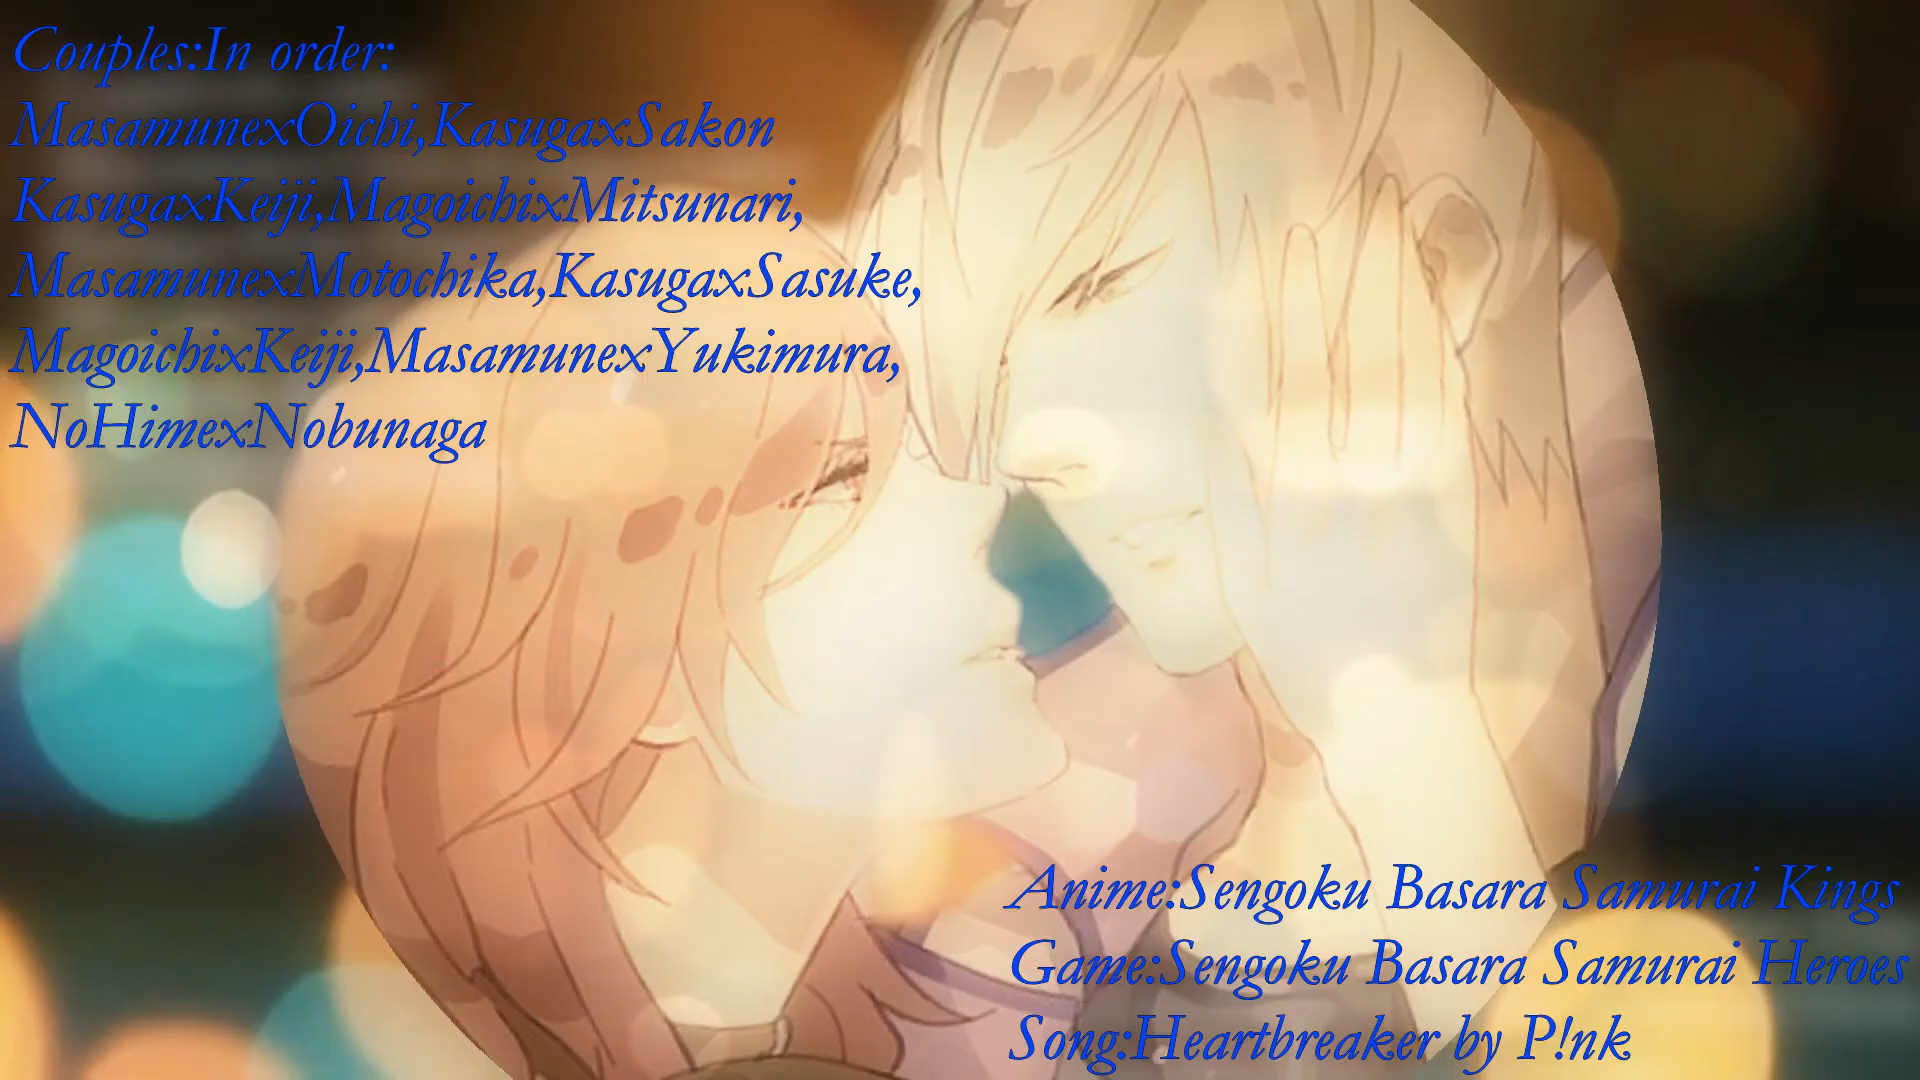 Couples:In order:
MasamunexOichi,KasugaxSakon
KasugaxKeiji,MagoichixMitsunari,
MasamunexMotochika,KasugaxSasuke,
MagoichixKeiji,MasamunexYukimura,
NoHimexNobunaga
Anime:Sengoku Basara Samurai Kings
Game:Sengoku Basara Samurai Heroes
Song:Heartbreaker by P!nk